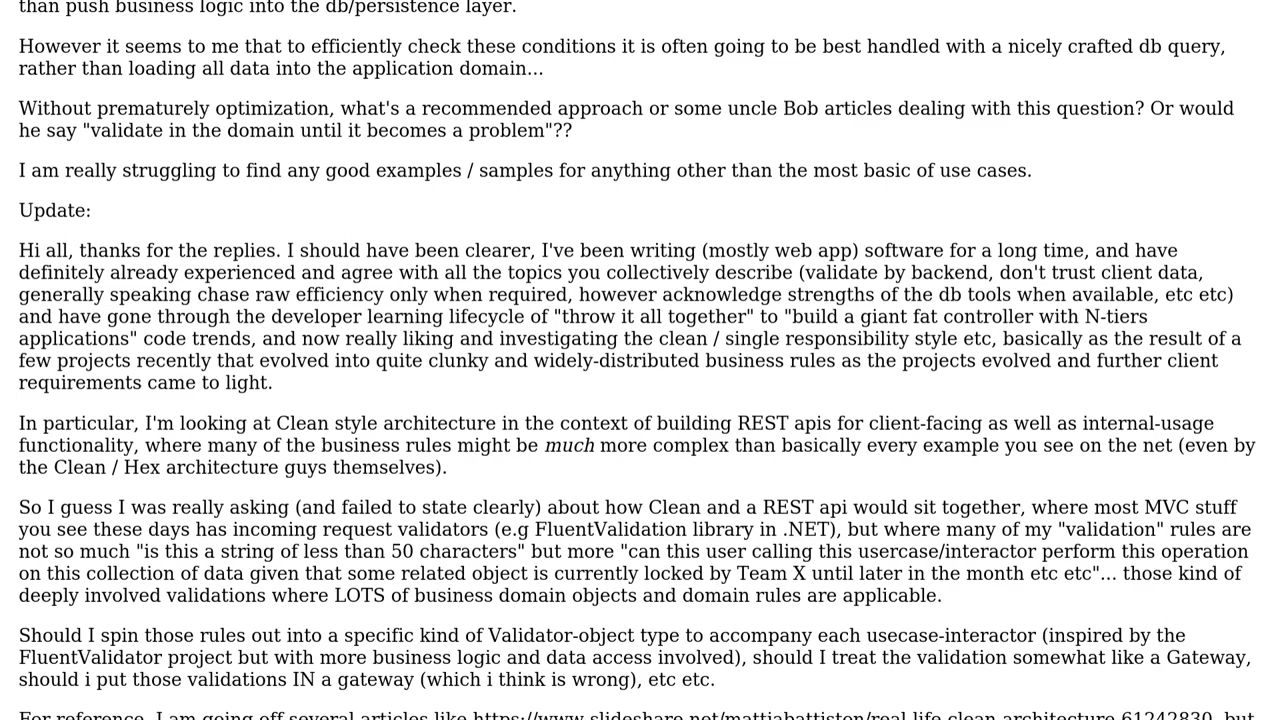 than push business logic into the db/persistence layer.
However it seems to me that to efficiently check these conditions it is often going to be best handled with a nicely crafted db query,
rather than loading all data into the application domain...
Without prematurely optimization, what's a recommended approach or some uncle Bob articles dealing with this question? Or would
he say "validate in the domain until it becomes a problem"??
I am really struggling to find any good examples / samples for anything other than the most basic of use cases.
Update:
Hi all, thanks for the replies. I should have been clearer, I've been writing (mostly web app) software for a long time, and have
definitely already experienced and agree with all the topics you collectively describe (validate by backend, don't trust client data,
generally speaking chase raw efficiency only when required, however acknowledge strengths of the db tools when available, etc etc)
and have gone through the developer learning lifecycle of "throw it all together" to "build a giant fat controller with N-tiers
applications" code trends, and now really liking and investigating the clean / single responsibility style etc, basically as the result of a
few projects recently that evolved into quite clunky and widely-distributed business rules as the projects evolved and further client
requirements came to light.
In particular, I'm looking at Clean style architecture in the context of building REST apis for client-facing as well as internal-usage
functionality, where many of the business rules might be much more complex than basically every example you see on the net (even by
the Clean / Hex architecture guys themselves).
So I guess I was really asking (and failed to state clearly) about how Clean and a REST api would sit together, where most MVC stuff
you see these days has incoming request validators (e.g FluentValidation library in .NET), but where many of my "validation" rules are
not so much "is this a string of less than 50 characters" but more "can this user calling this usercase/interactor perform this operation
on this collection of data given that some related object is currently locked by Team X until later in the month etc etc"... those kind of
deeply involved validations where LOTS of business domain objects and domain rules are applicable.
Should I spin those rules out into a specific kind of Validator-object type to accompany each usecase-interactor (inspired by the
FluentValidator project but with more business logic and data access involved), should I treat the validation somewhat like a Gateway,
should i put those validations IN a gateway (which i think is wrong), etc etc.
For reference, I am going off several articles like https://www.slideshare.net/mattiabattiston/real-life-clean-architecture-61242830, but